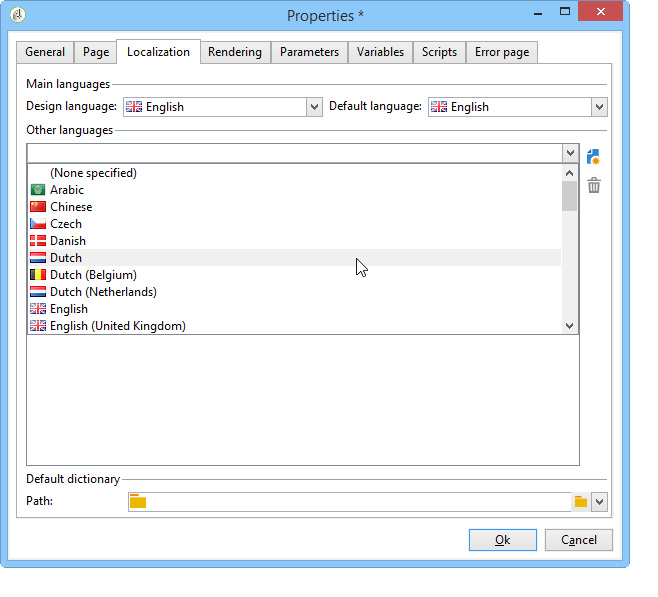 Properties *
General Page Localization Rendering Parameters Variables Scripts Error page
Main languages
Design language: English Default language: English
Other languages
(None specified)
Arabic
Chinese
Czech
Danish
Dutch
Dutch (Belgium)
Dutch (Netherlands)
English
English (United Kingdom)
Default dictionary
Path:
Ok Cancel